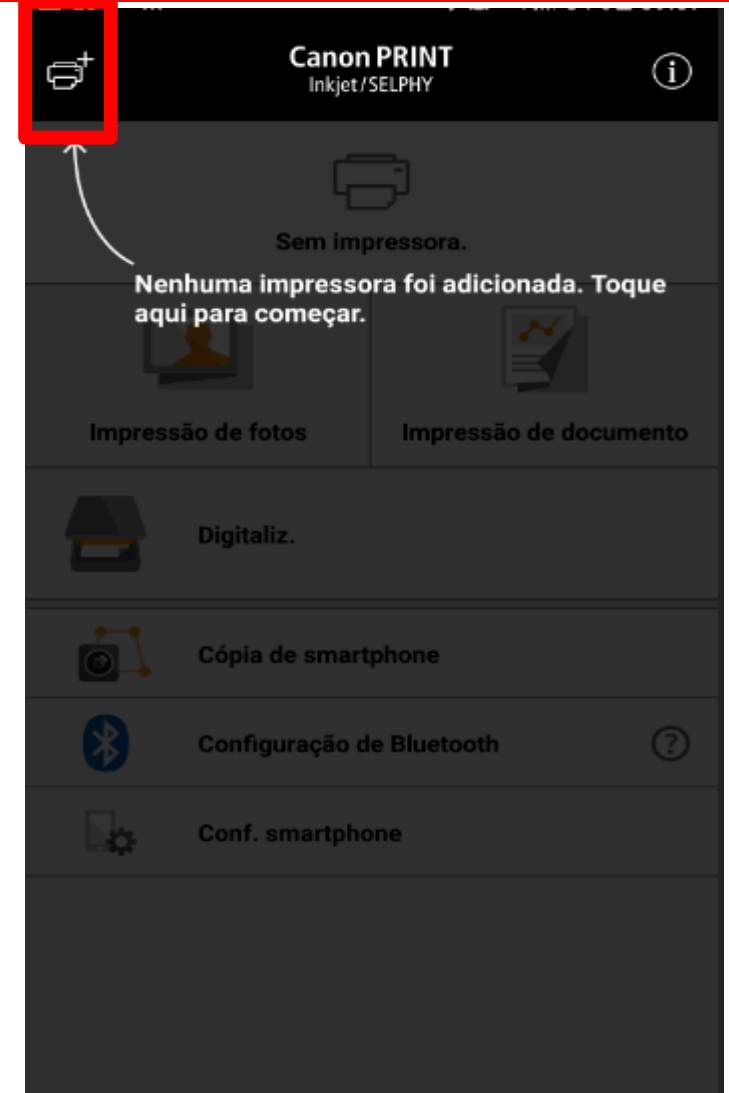 Canon PRINT
Inkjet/SELPHY
Sem impressora.
Nenhuma impressora foi adicionada. Toque
aqui para começar.
Impressão de fotos
Impressão de documento
Digitaliz.
Cópia de smartphone
Configuração de Bluetooth
Conf. smartphone